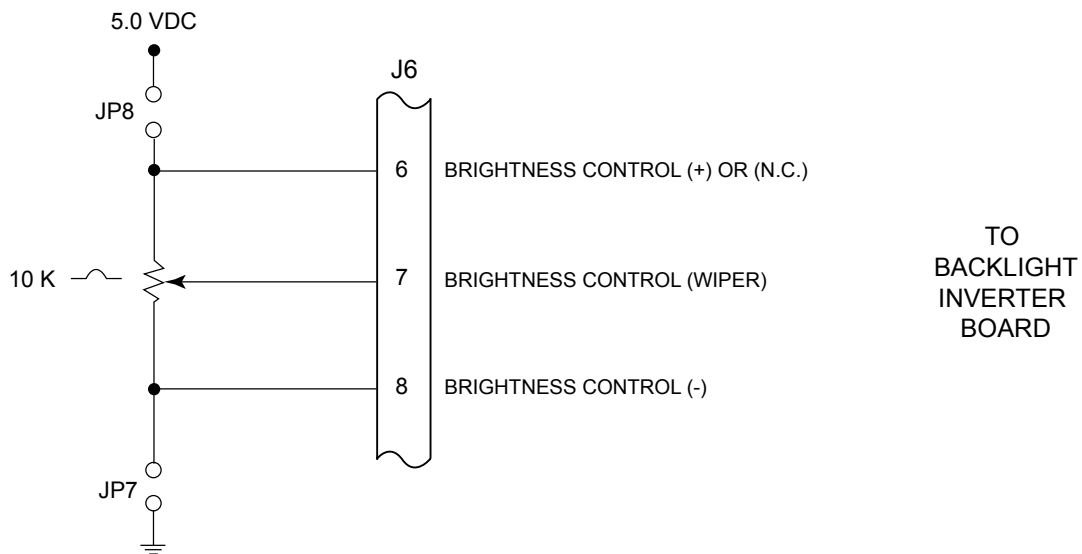 5.0 VDC
J6
JP8
6 BRIGHTNESS CONTROL (+) OR (N.C.)
10 K
7 BRIGHTNESS CONTROL (WIPER)
8 BRIGHTNESS CONTROL (-)
JP7
TO
BACKLIGHT
INVERTER
BOARD